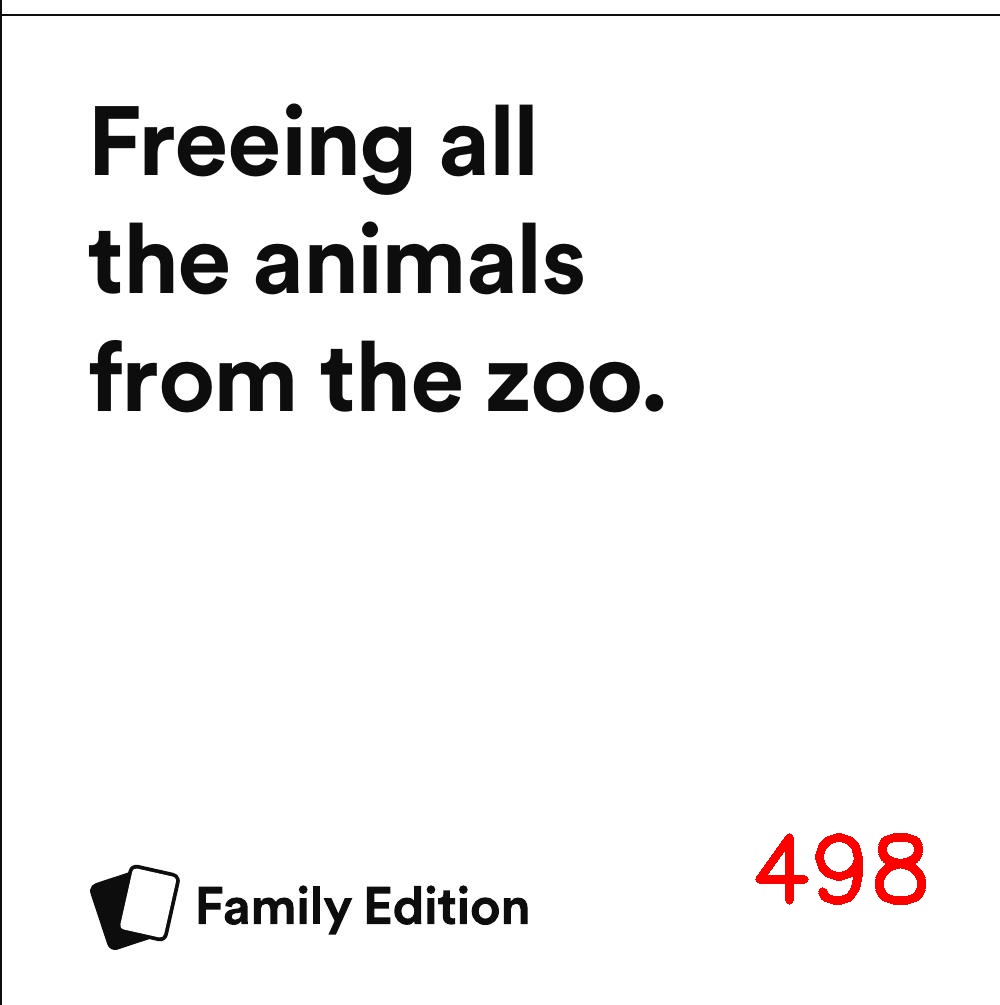 Freeing all
the animals
from the zoo.
Family Edition
498